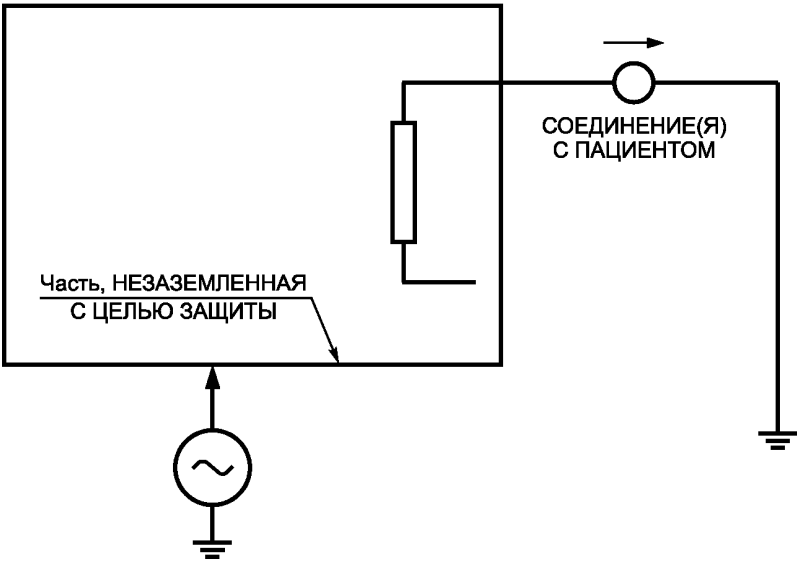 СОЕДИНЕНИЕ(Я)
С ПАЦИЕНТОМ
Часть, НЕЗАЗЕМЛЕННАЯ
С ЦЕЛЬЮ ЗАЩИТЫ